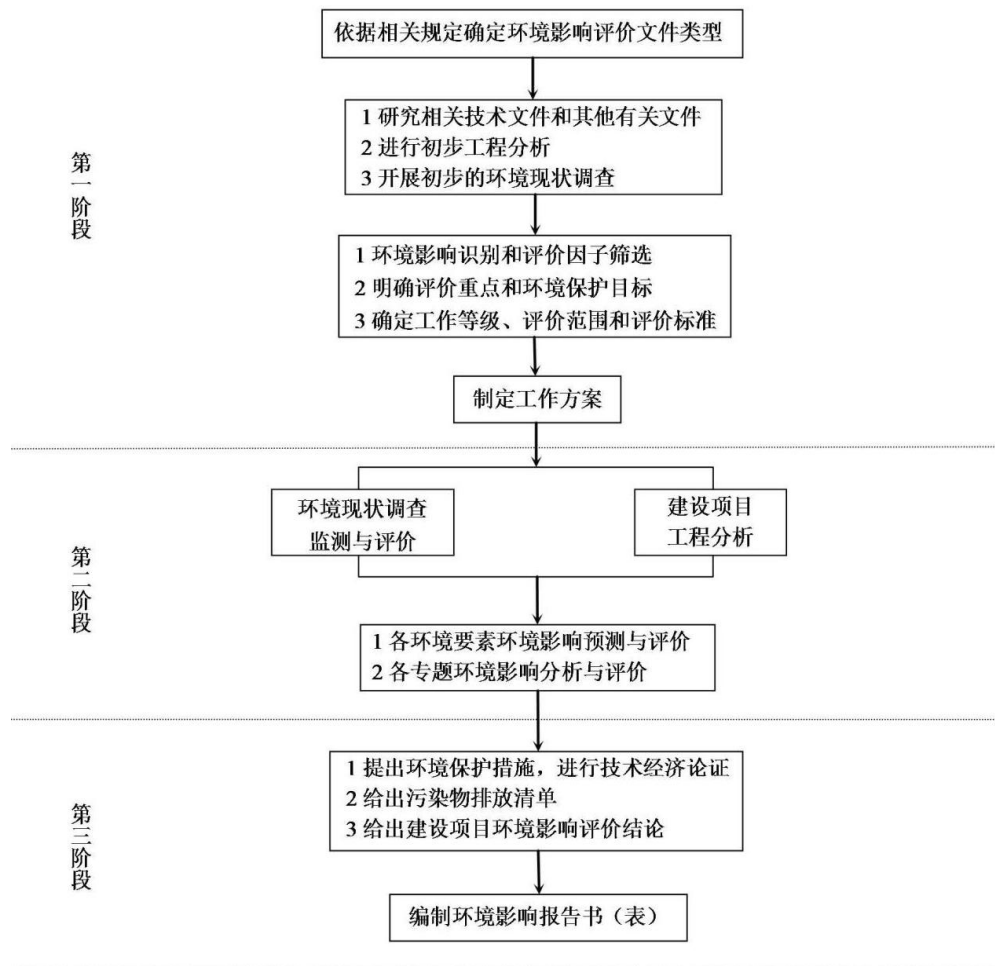 依据相关规定确定环境影响评价文件类型
1 研究相关技术文件和其他有关文件
2 进行初步工程分析
3 开展初步的环境现状调查
第一阶段
1 环境影响识别和评价因子筛选
2 明确评价重点和环境保护目标
3 确定工作等级、评价范围和评价标准
制定工作方案
环境现状调查
监测与评价
建设项目
工程分析
第二阶段
1 各环境要素环境影响预测与评价
2 各专题环境影响分析与评价
1 提出环境保护措施，进行技术经济论证
2 给出污染物排放清单
3 给出建设项目环境影响评价结论
第三阶段
编制环境影响报告书（表）